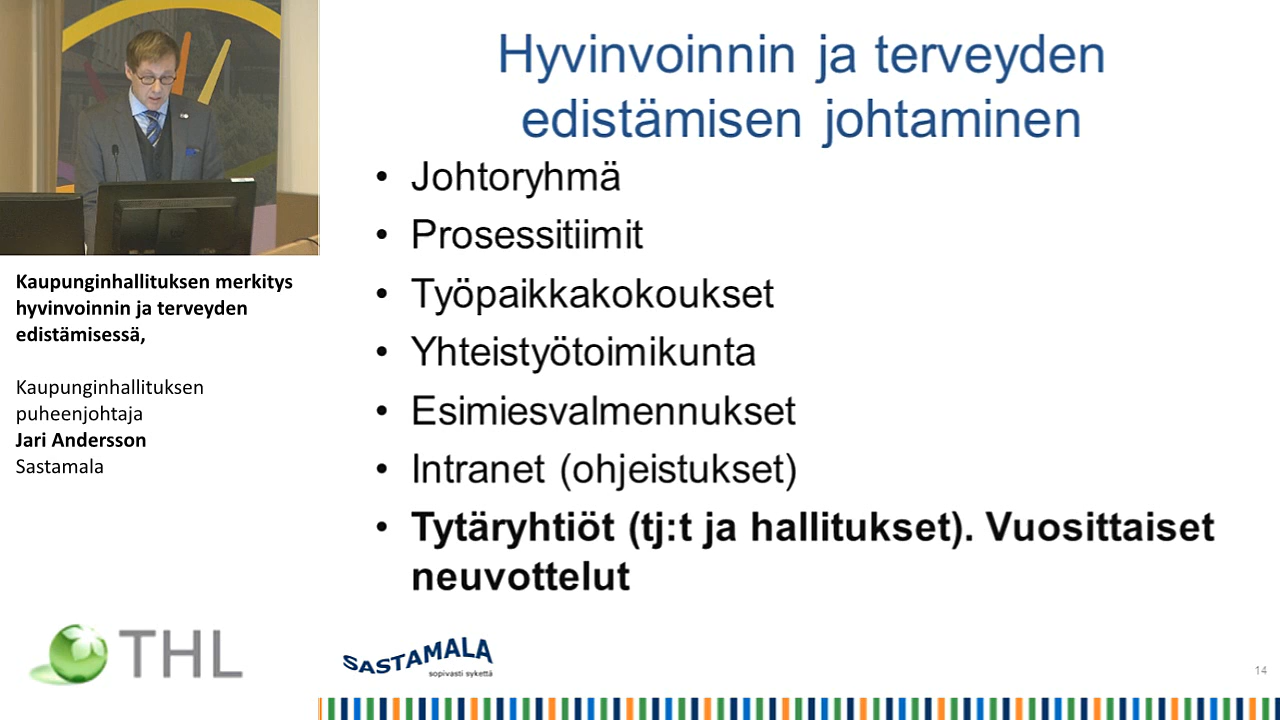 Kaupunginhallituksen merkitys
hyvinvoinnin ja terveyden
edistämisessä,
Kaupunginhallituksen
puheenjohtaja
Jari Andersson
Sastamala
THL
Hyvinvoinnin ja terveyden
edistämisen johtaminen
• Johtoryhmä
• Prosessitiimit
• Työpaikkakokoukset
• Yhteistyötoimikunta
• Esimiesvalmennukset
• Intranet (ohjeistukset)
• Tytäryhtiöt (tj:t ja hallitukset). Vuosittaiset
neuvottelut
SASTAMALA
sopivasti sykettä
14